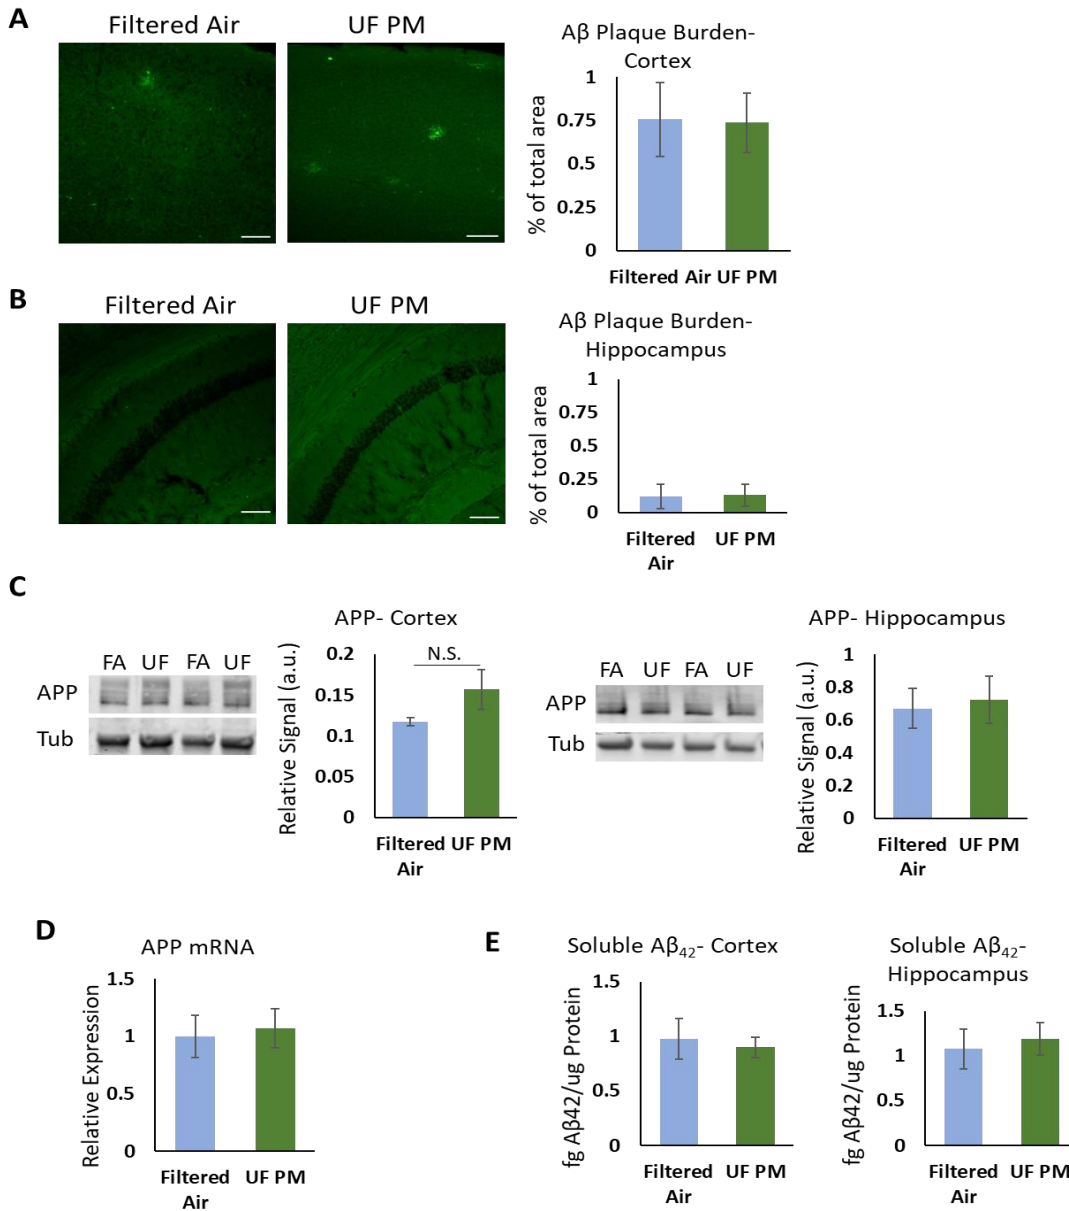 A
Filtered Air
UF PM
Aβ Plaque Burden-
Cortex
% of total area
1
0.75
0.5
0.25
0
Filtered Air UF PM
B
Filtered Air
UF PM
Aβ Plaque Burden-
Hippocampus
% of total area
1
0.75
0.5
0.25
0
Filtered
Air
UF PM
C
FA UF FA UF
APP
Tub
APP- Cortex
Relative Signal (a.u.)
0.2
0.15
0.1
0.05
0
N.S.
Filtered UF PM
Air
FA UF FA UF
APP
Tub
APP- Hippocampus
Relative Signal (a.u.)
1
0.8
0.6
0.4
0.2
0
Filtered UF PM
Air
D
APP mRNA
Relative Expression
1.5
1
0.5
0
Filtered UF PM
Air
E
Soluble Aβ₄₂- Cortex
fg Aβ42/ug Protein
1.5
1
0.5
0
Filtered UF PM
Air
Soluble Aβ₄₂-
Hippocampus
fg Aβ42/ug Protein
1.5
1
0.5
0
Filtered UF PM
Air